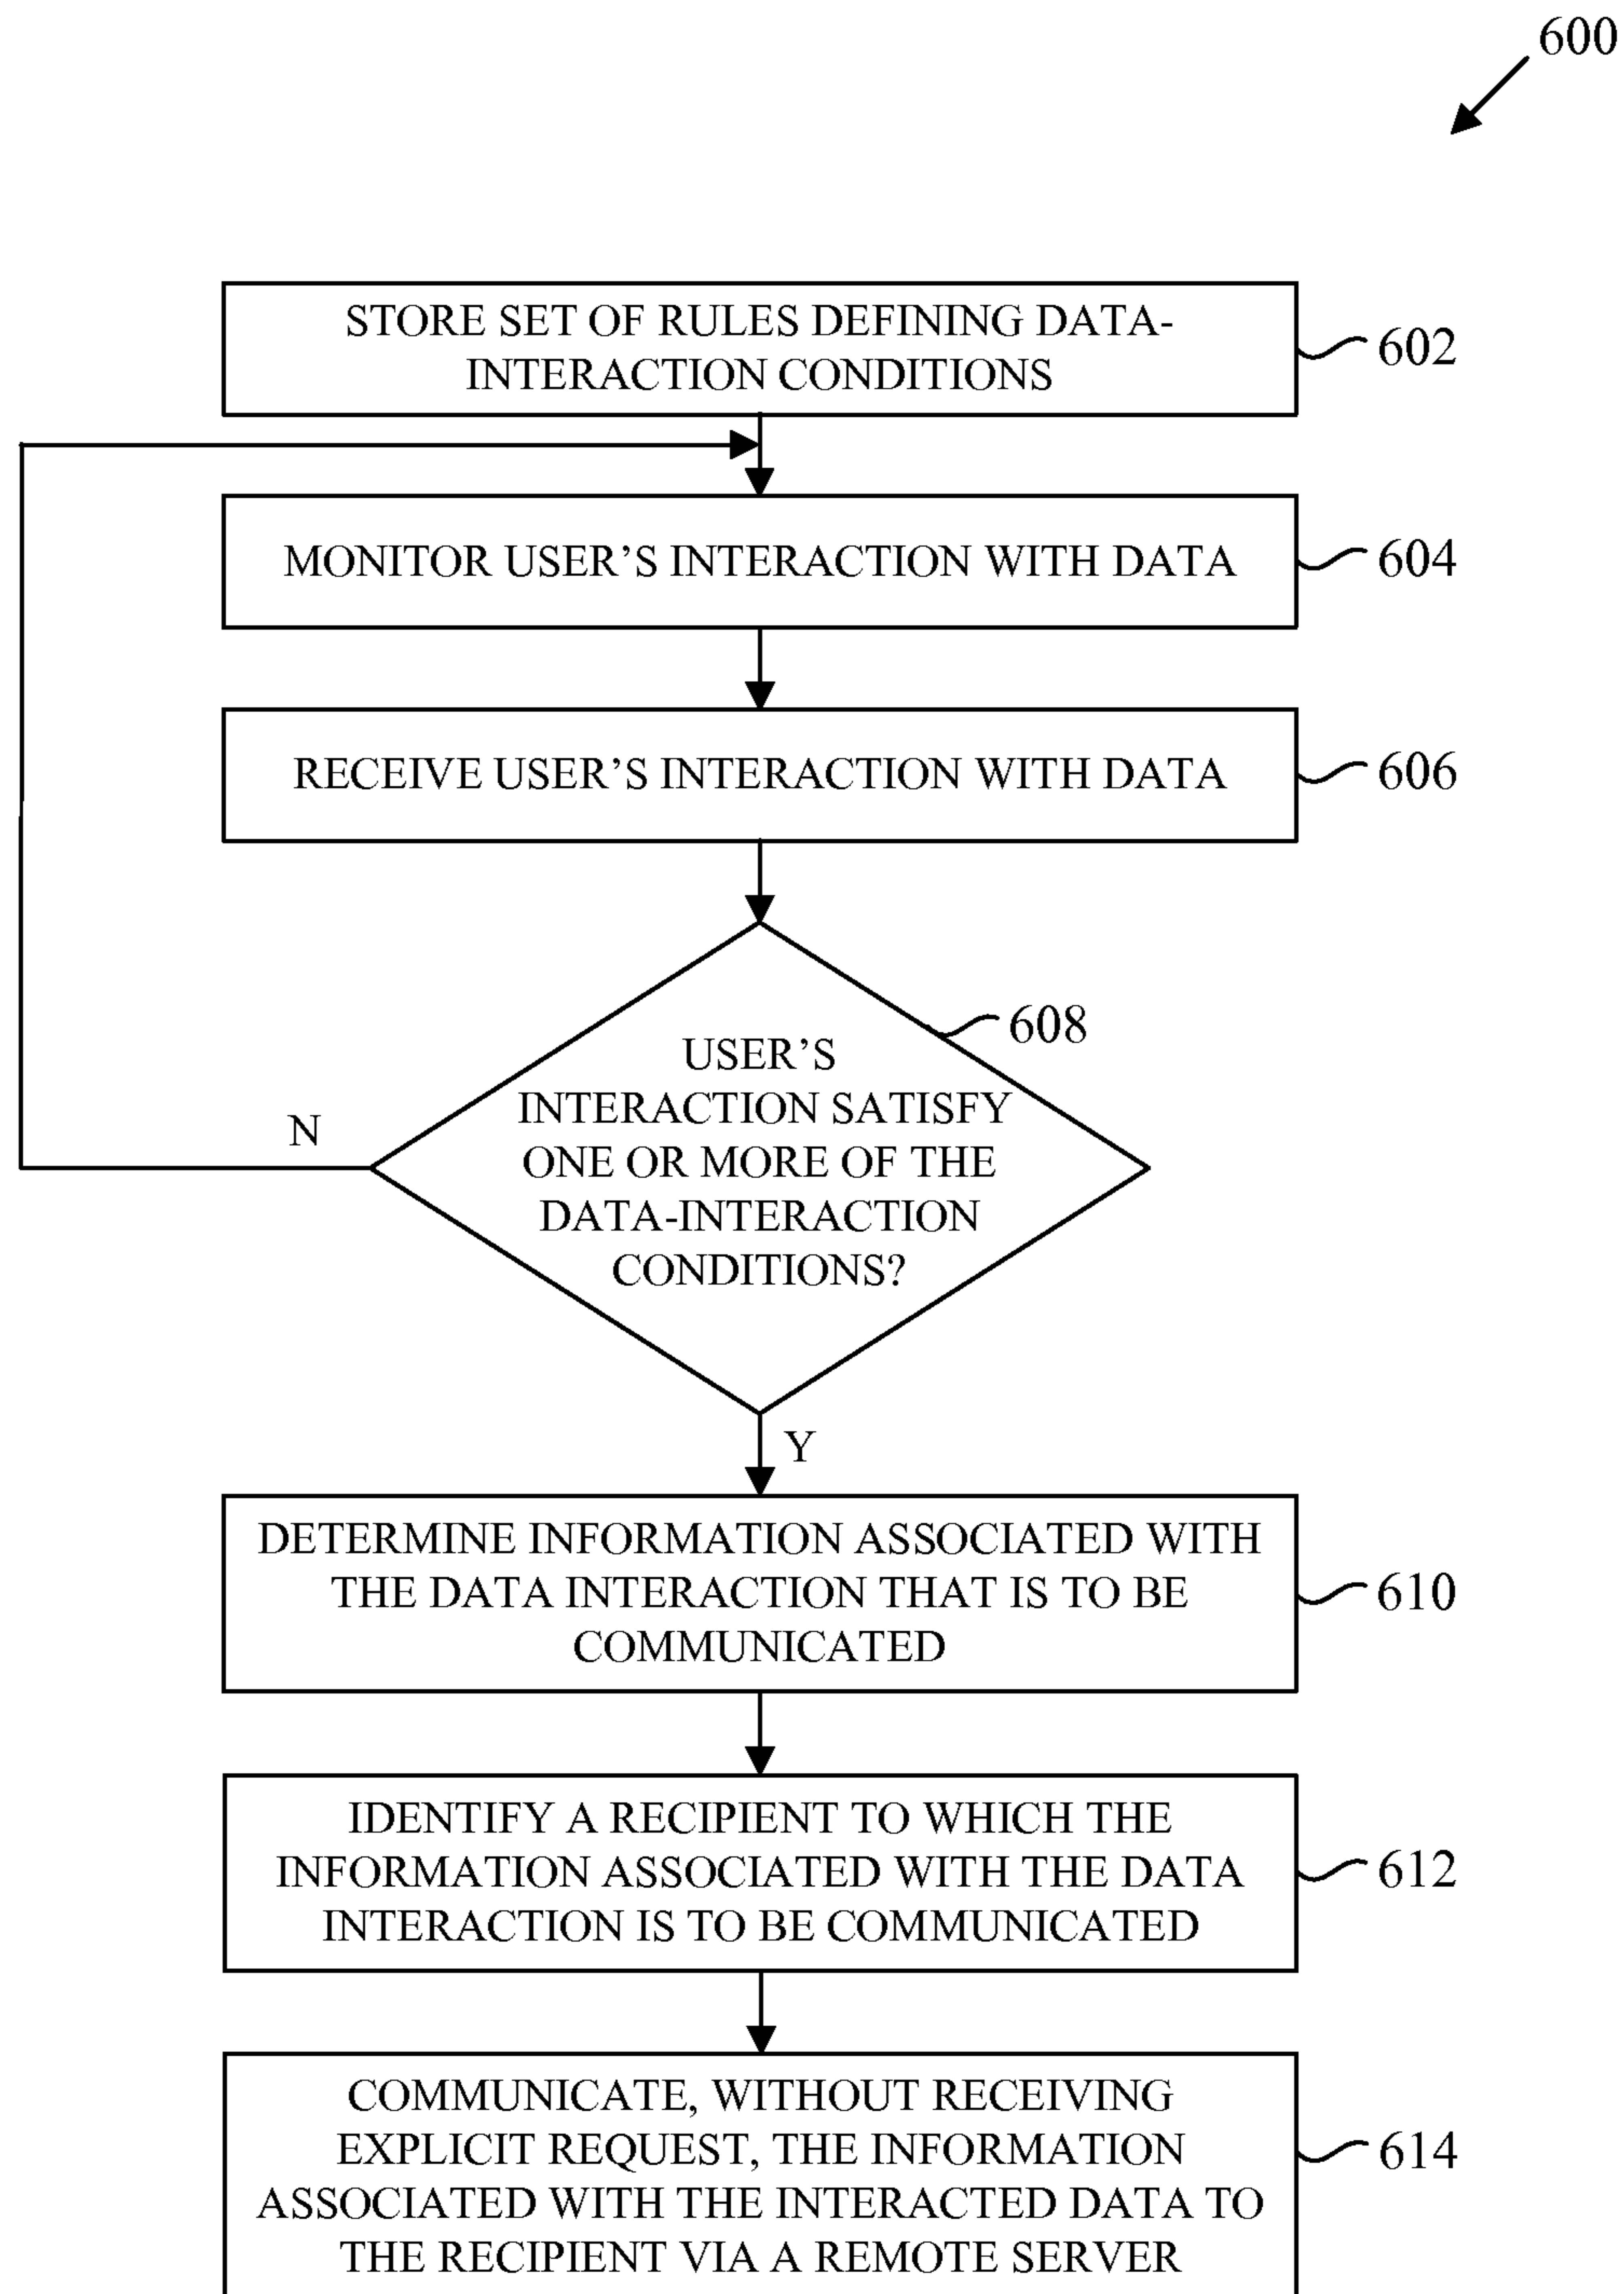 600
STORE SET OF RULES DEFINING DATA-
INTERACTION CONDITIONS
602
MONITOR USER'S INTERACTION WITH DATA
604
RECEIVE USER'S INTERACTION WITH DATA
606
608
USER'S
INTERACTION SATISFY
ONE OR MORE OF THE
DATA-INTERACTION
CONDITIONS?
N
Y
DETERMINE INFORMATION ASSOCIATED WITH
THE DATA INTERACTION THAT IS TO BE
COMMUNICATED
610
IDENTIFY A RECIPIENT TO WHICH THE
INFORMATION ASSOCIATED WITH THE DATA
INTERACTION IS TO BE COMMUNICATED
612
COMMUNICATE, WITHOUT RECEIVING
EXPLICIT REQUEST, THE INFORMATION
ASSOCIATED WITH THE INTERACTED DATA TO
THE RECIPIENT VIA A REMOTE SERVER
614